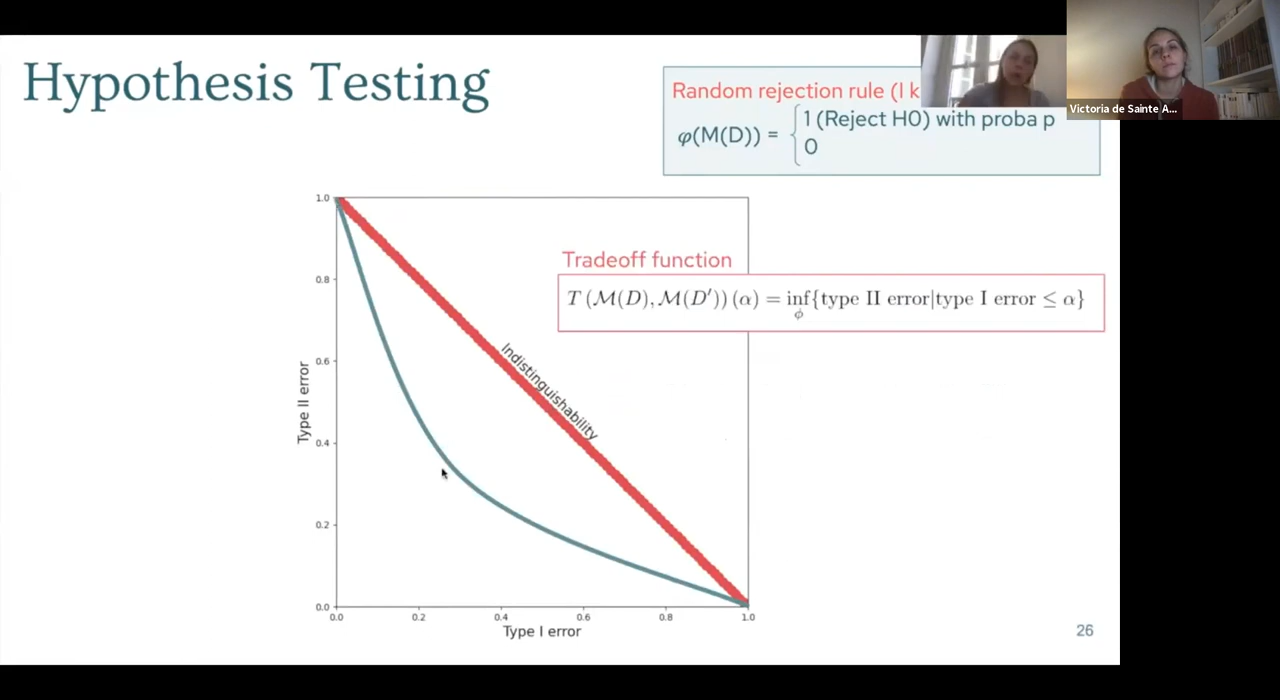 Hypothesis Testing
Random rejection rule (I k
φ(M(D)) = { 1 (Reject H0) with proba p
0
Victoria de Sainte A...
Tradeoff function
T (M(D), M(D′)) (α) = inf{type II error|type I error ≤ α}
ϕ
Indistinguishability
Type II error
1.0
0.8
0.6
0.4
0.2
0.0
0.0 0.2 0.4 0.6 0.8 1.0
Type I error
26